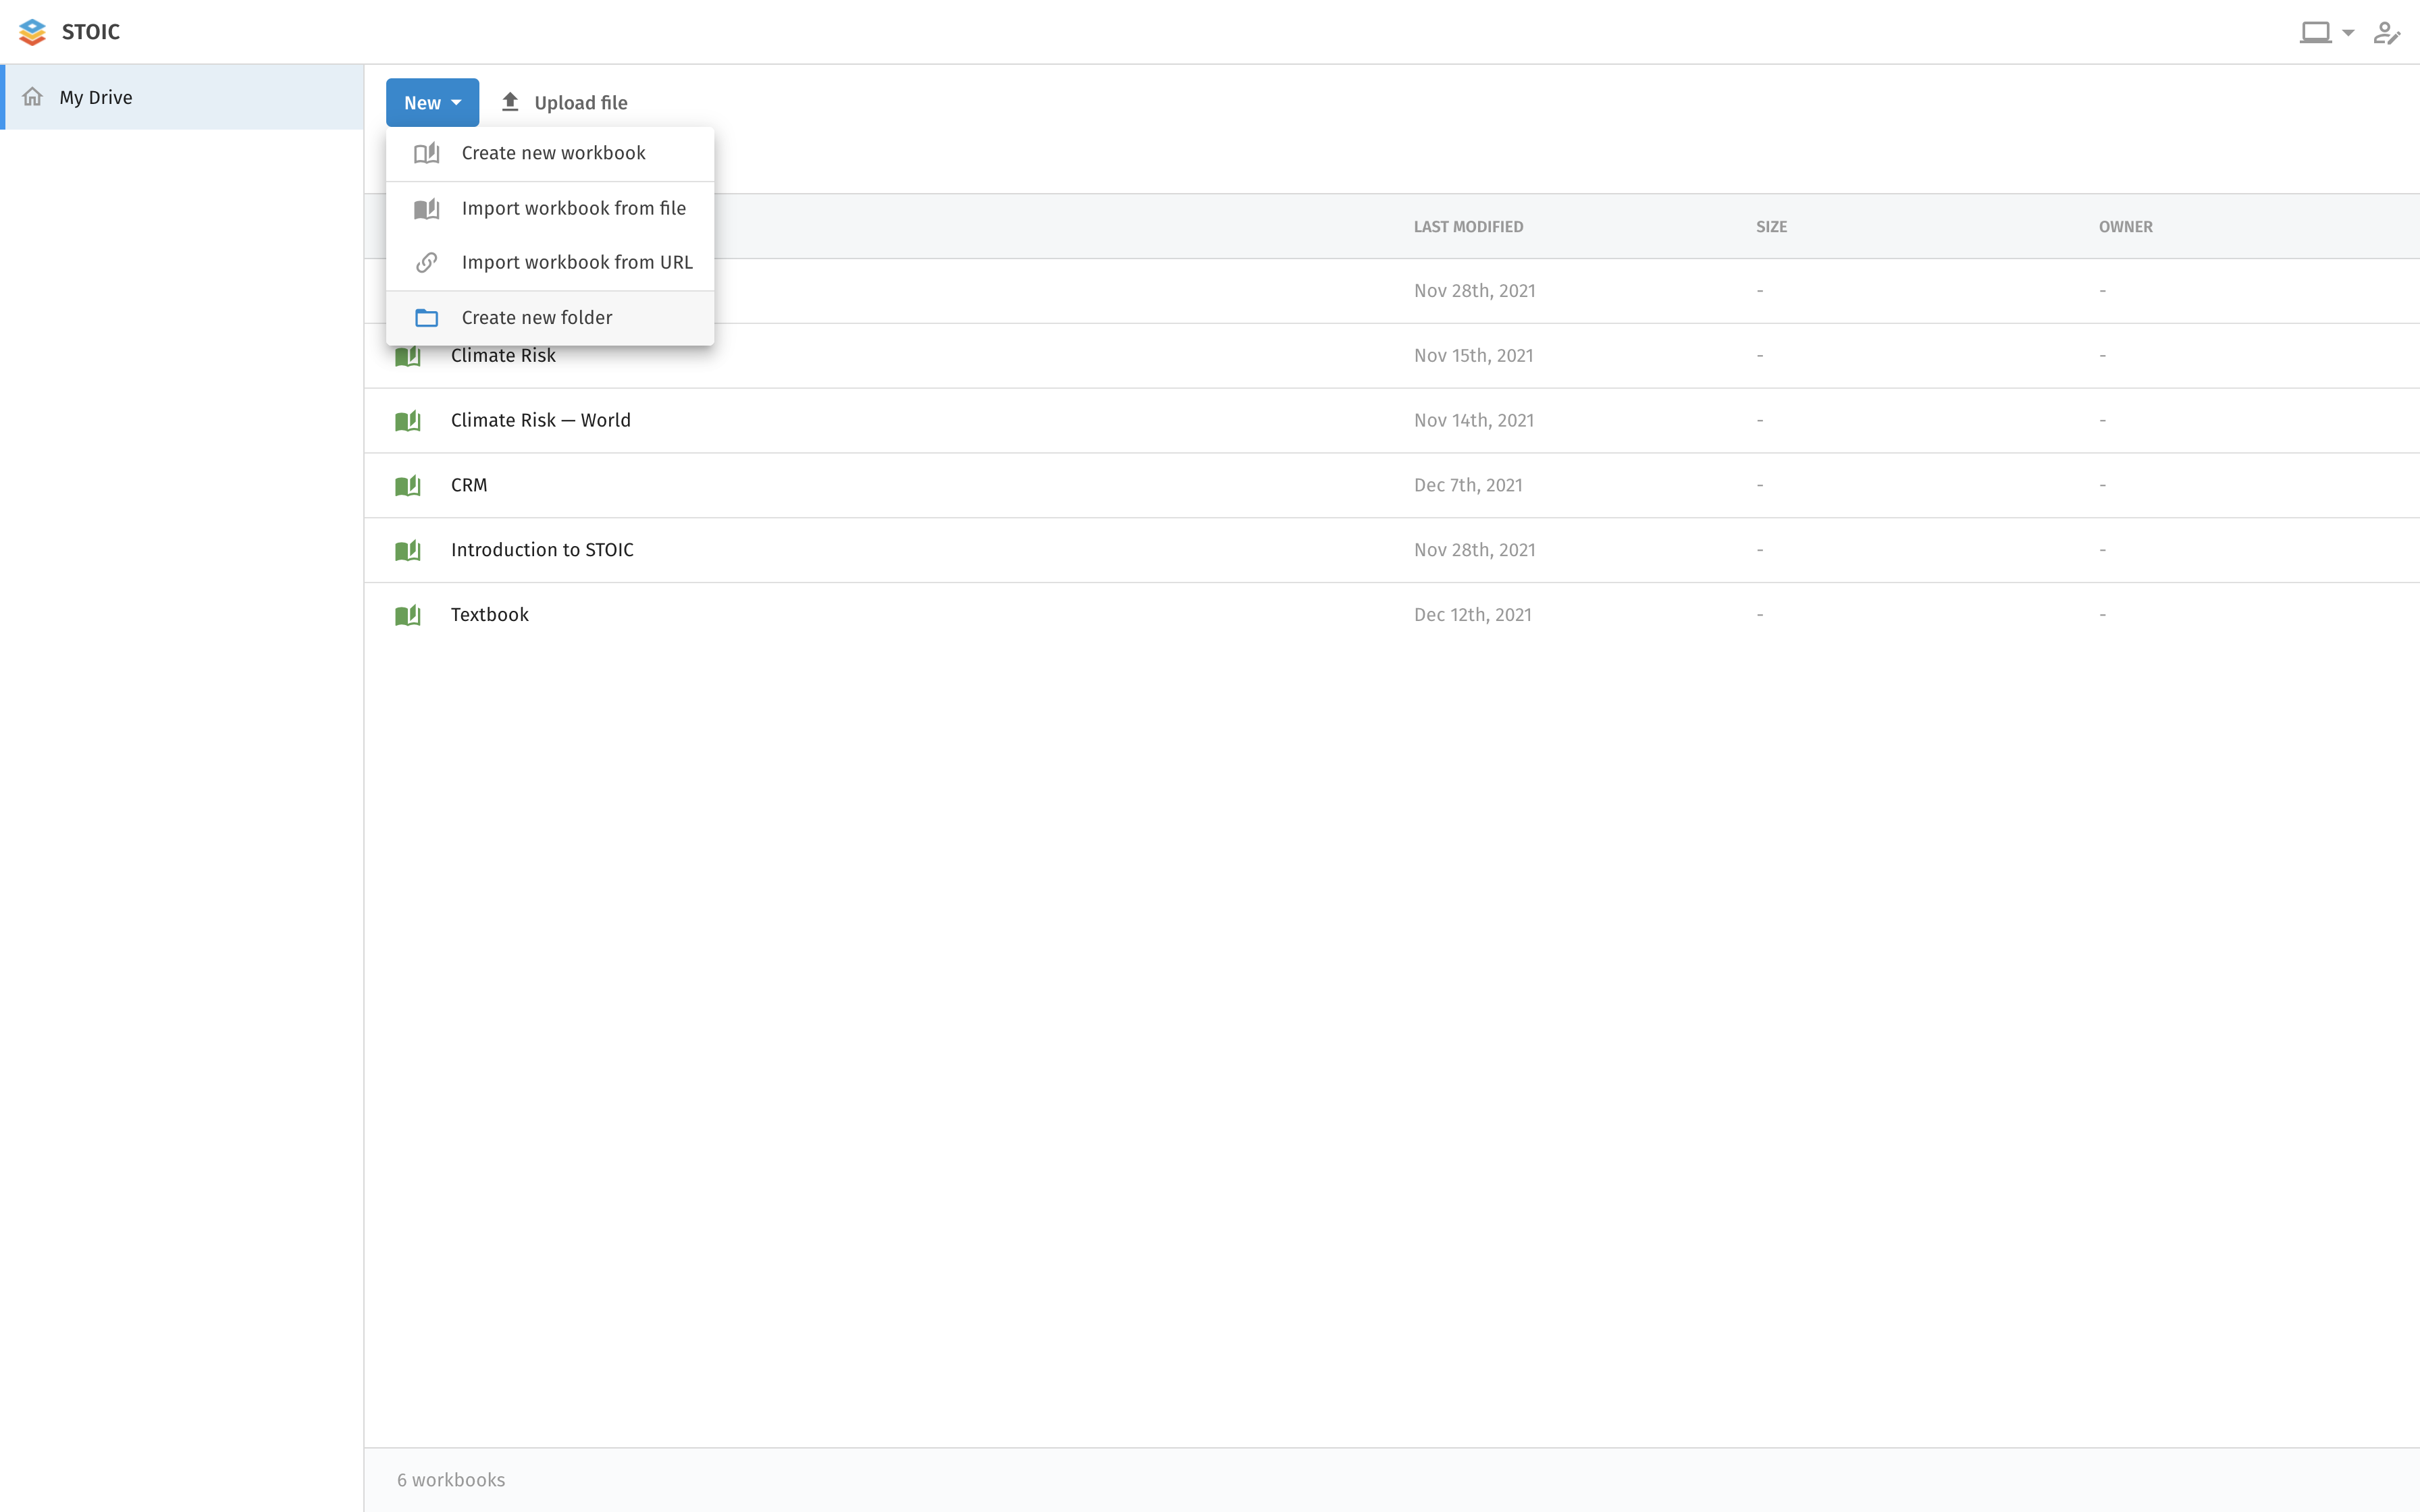 STOIC
My Drive
New
Upload file
Create new workbook
Import workbook from file
Import workbook from URL
Create new folder
LAST MODIFIED SIZE OWNER
Nov 28th, 2021 - -
Climate Risk Nov 15th, 2021 - -
Climate Risk — World Nov 14th, 2021 - -
CRM Dec 7th, 2021 - -
Introduction to STOIC Nov 28th, 2021 - -
Textbook Dec 12th, 2021 - -
6 workbooks